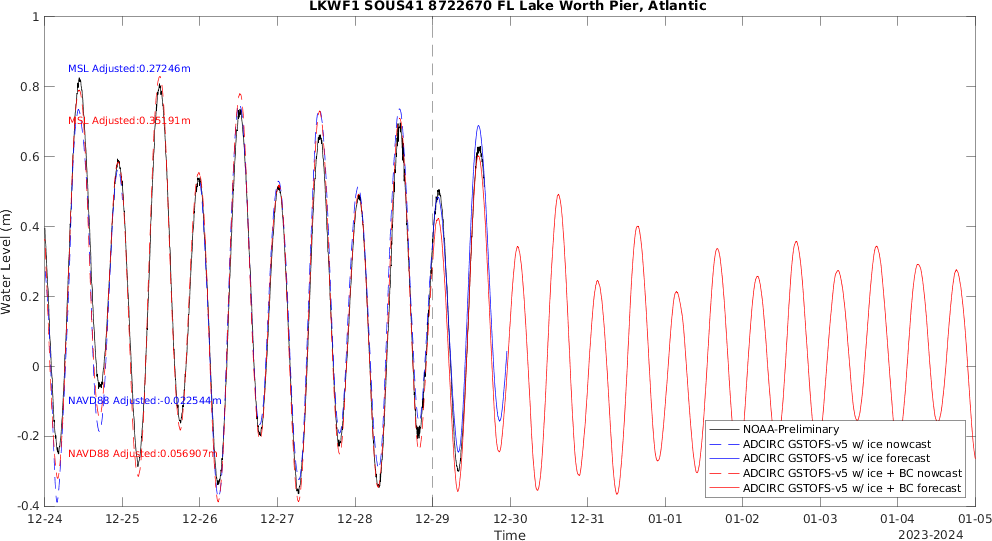 LKWF1 SOUS41 8722670 FL Lake Worth Pier, Atlantic
Water Level (m)
1
0.8
0.6
0.4
0.2
0
-0.2
-0.4
MSL Adjusted:0.27246m
MSL Adjusted:0.35191m
NAVD88 Adjusted:-0.022544m
NAVD88 Adjusted:0.056907m
NOAA-Preliminary
ADCIRC GSTOFS-v5 w/ ice nowcast
ADCIRC GSTOFS-v5 w/ ice forecast
ADCIRC GSTOFS-v5 w/ ice + BC nowcast
ADCIRC GSTOFS-v5 w/ ice + BC forecast
12-24 12-25 12-26 12-27 12-28 12-29 12-30 12-31 01-01 01-02 01-03 01-04 01-05
Time
2023-2024